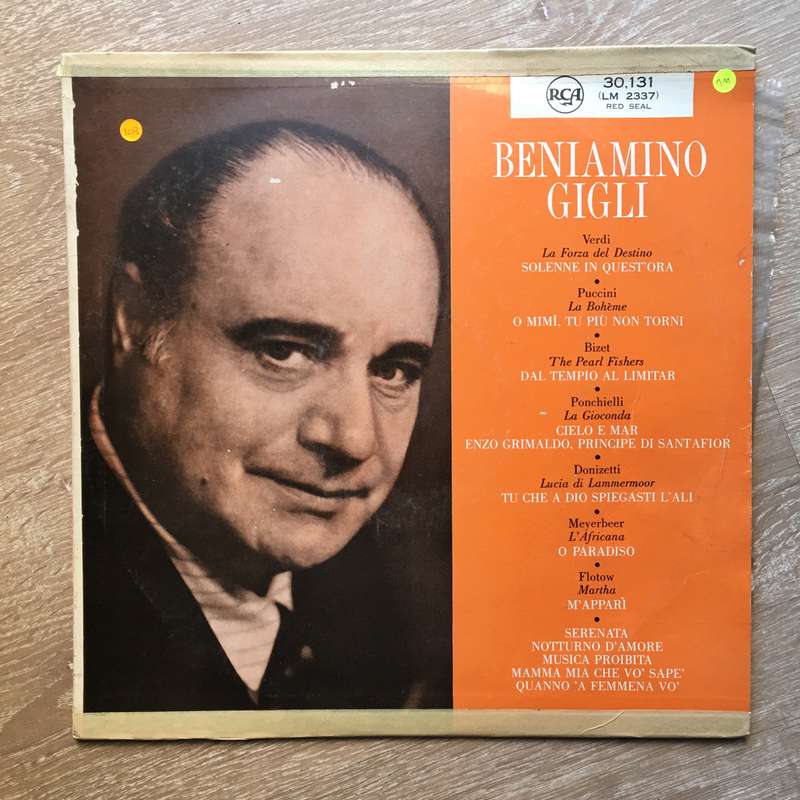 RCA
30,131
(LM 2337)
RED SEAL
NM
BENIAMINO
GIGLI
Verdi
La Forza del Destino
SOLENNE IN QUEST'ORA
•
Puccini
La Bohème
O MIMÎ, TU PIÙ NON TORNI
•
Bizet
The Pearl Fishers
DAL TEMPIO AL LIMITAR
•
Ponchielli
La Gioconda
CIELO E MAR
ENZO GRIMALDO, PRINCIPE DI SANTAFIOR
•
Donizetti
Lucia di Lammermoor
TU CHE A DIO SPIEGASTI L'ALI
•
Meyerbeer
L'Africana
O PARADISO
•
Flotow
Martha
M'APPARÌ
•
SERENATA
NOTTURNO D'AMORE
MUSICA PROIBITA
MAMMA MIA CHE VO' SAPE'
QUANNO 'A FEMMENA VO'